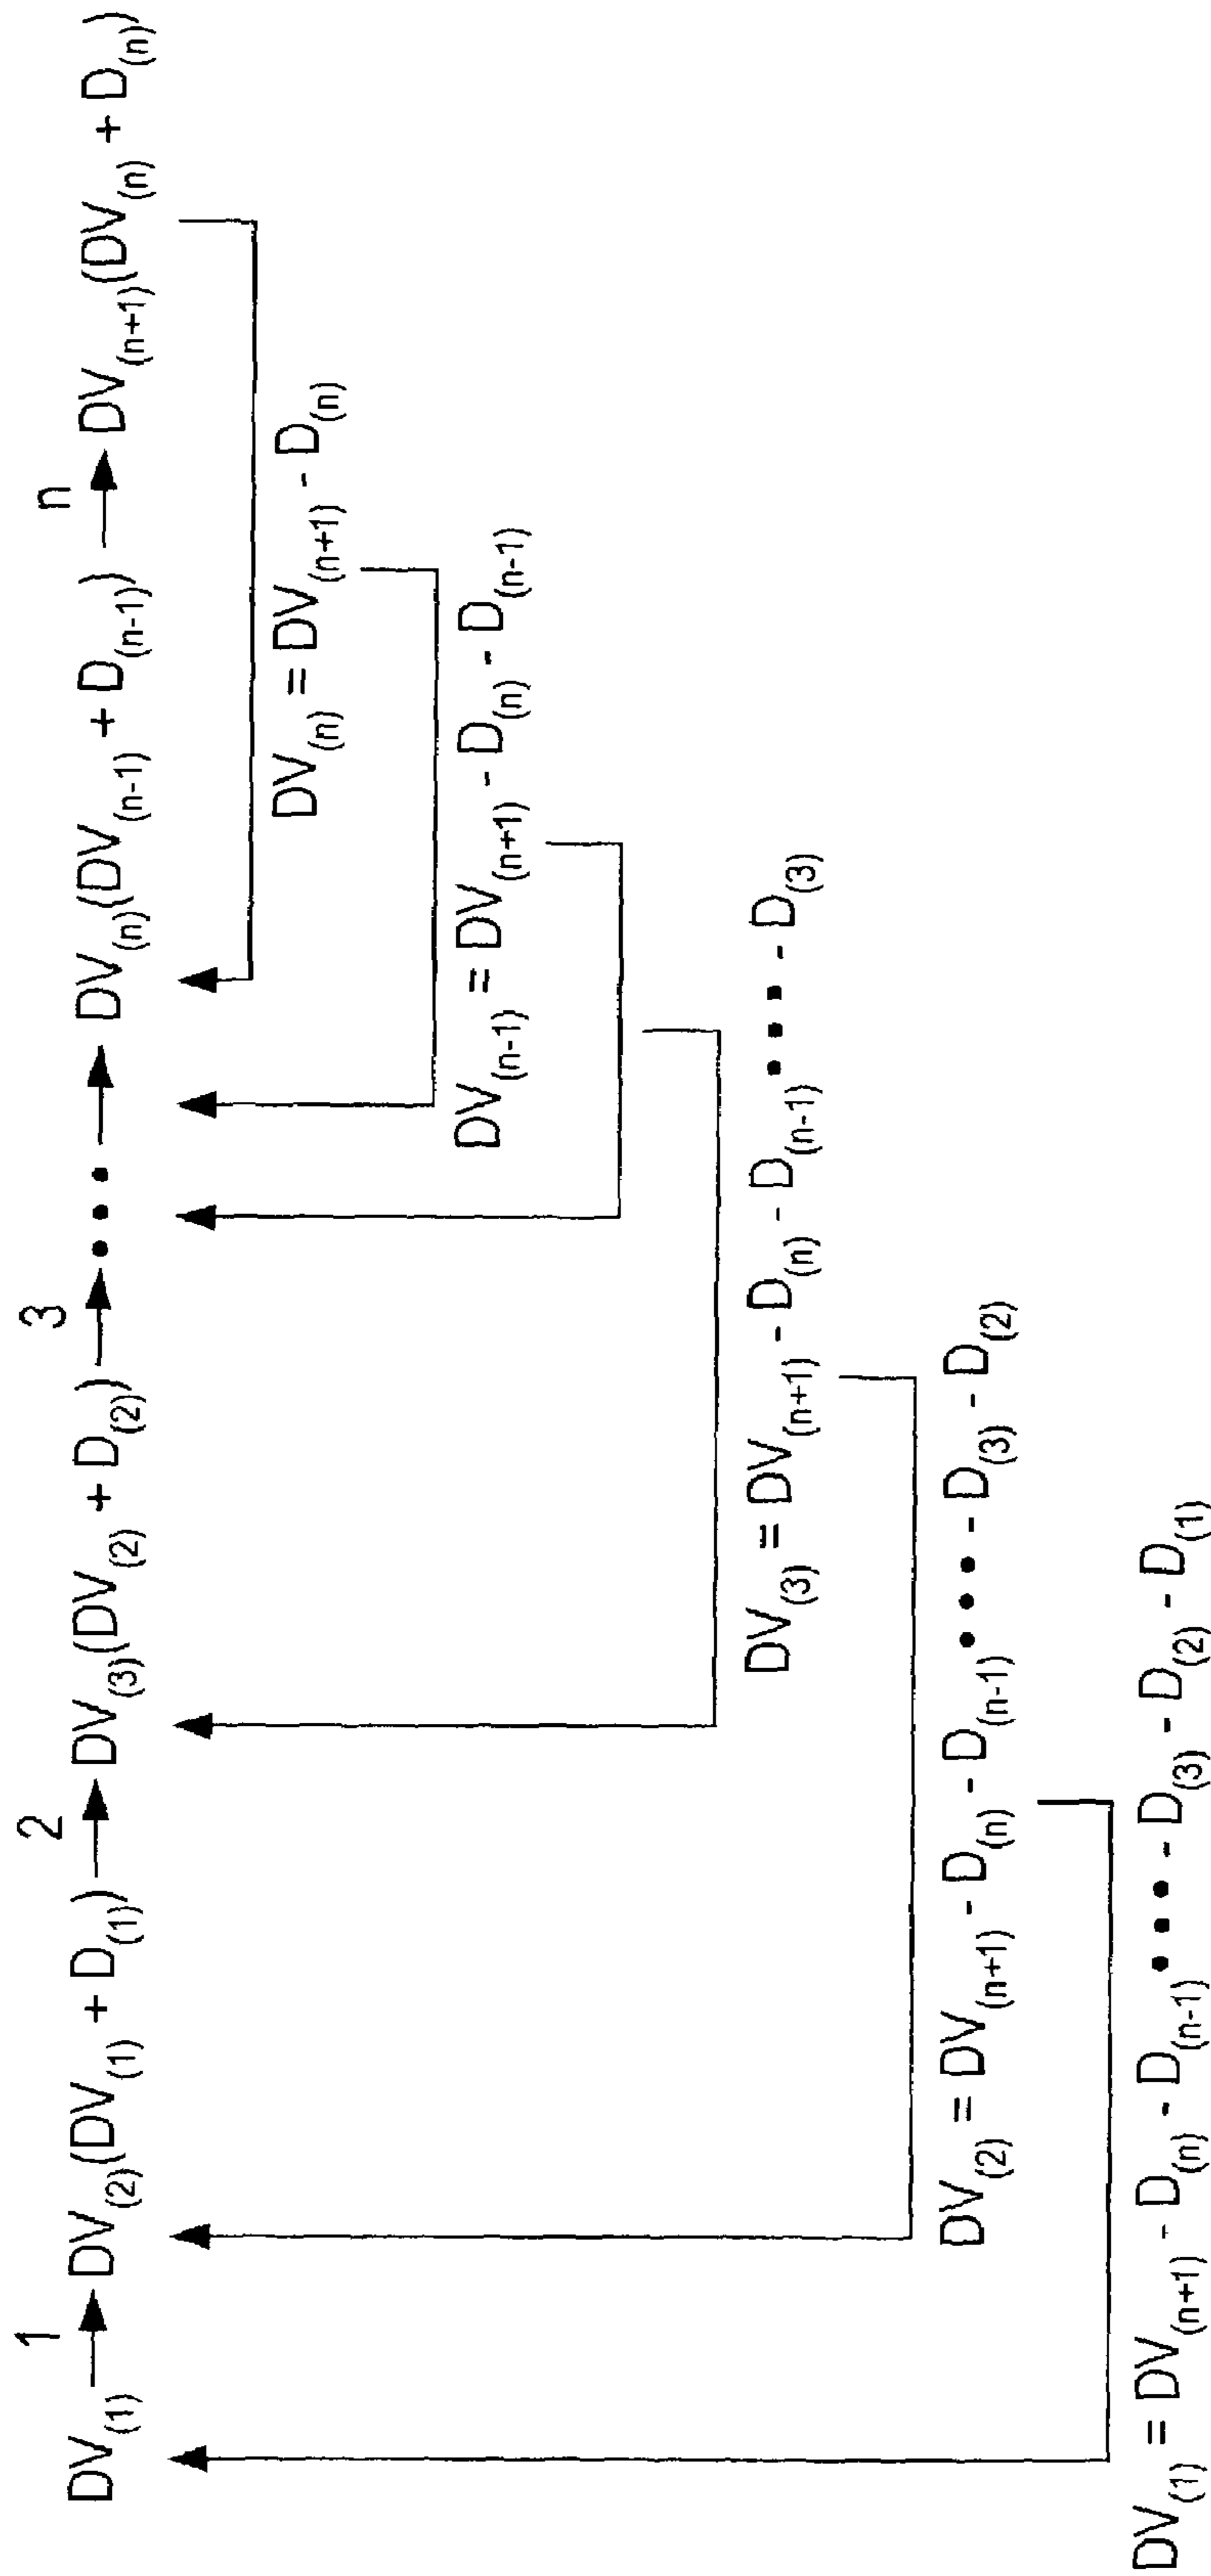 1 2 3 n
DV(1) → DV(2)(DV(1) + D(1)) → DV(3)(DV(2) + D(2)) → ••• → DV(n)(DV(n-1) + D(n-1)) → DV(n+1)(DV(n) + D(n))
DV(n) = DV(n+1) - D(n)
DV(n-1) = DV(n+1) - D(n) - D(n-1)
DV(3) = DV(n+1) - D(n) - D(n-1) ••• - D(3)
DV(2) = DV(n+1) - D(n) - D(n-1) ••• - D(3) - D(2)
DV(1) = DV(n+1) - D(n) - D(n-1) ••• - D(3) - D(2) - D(1)